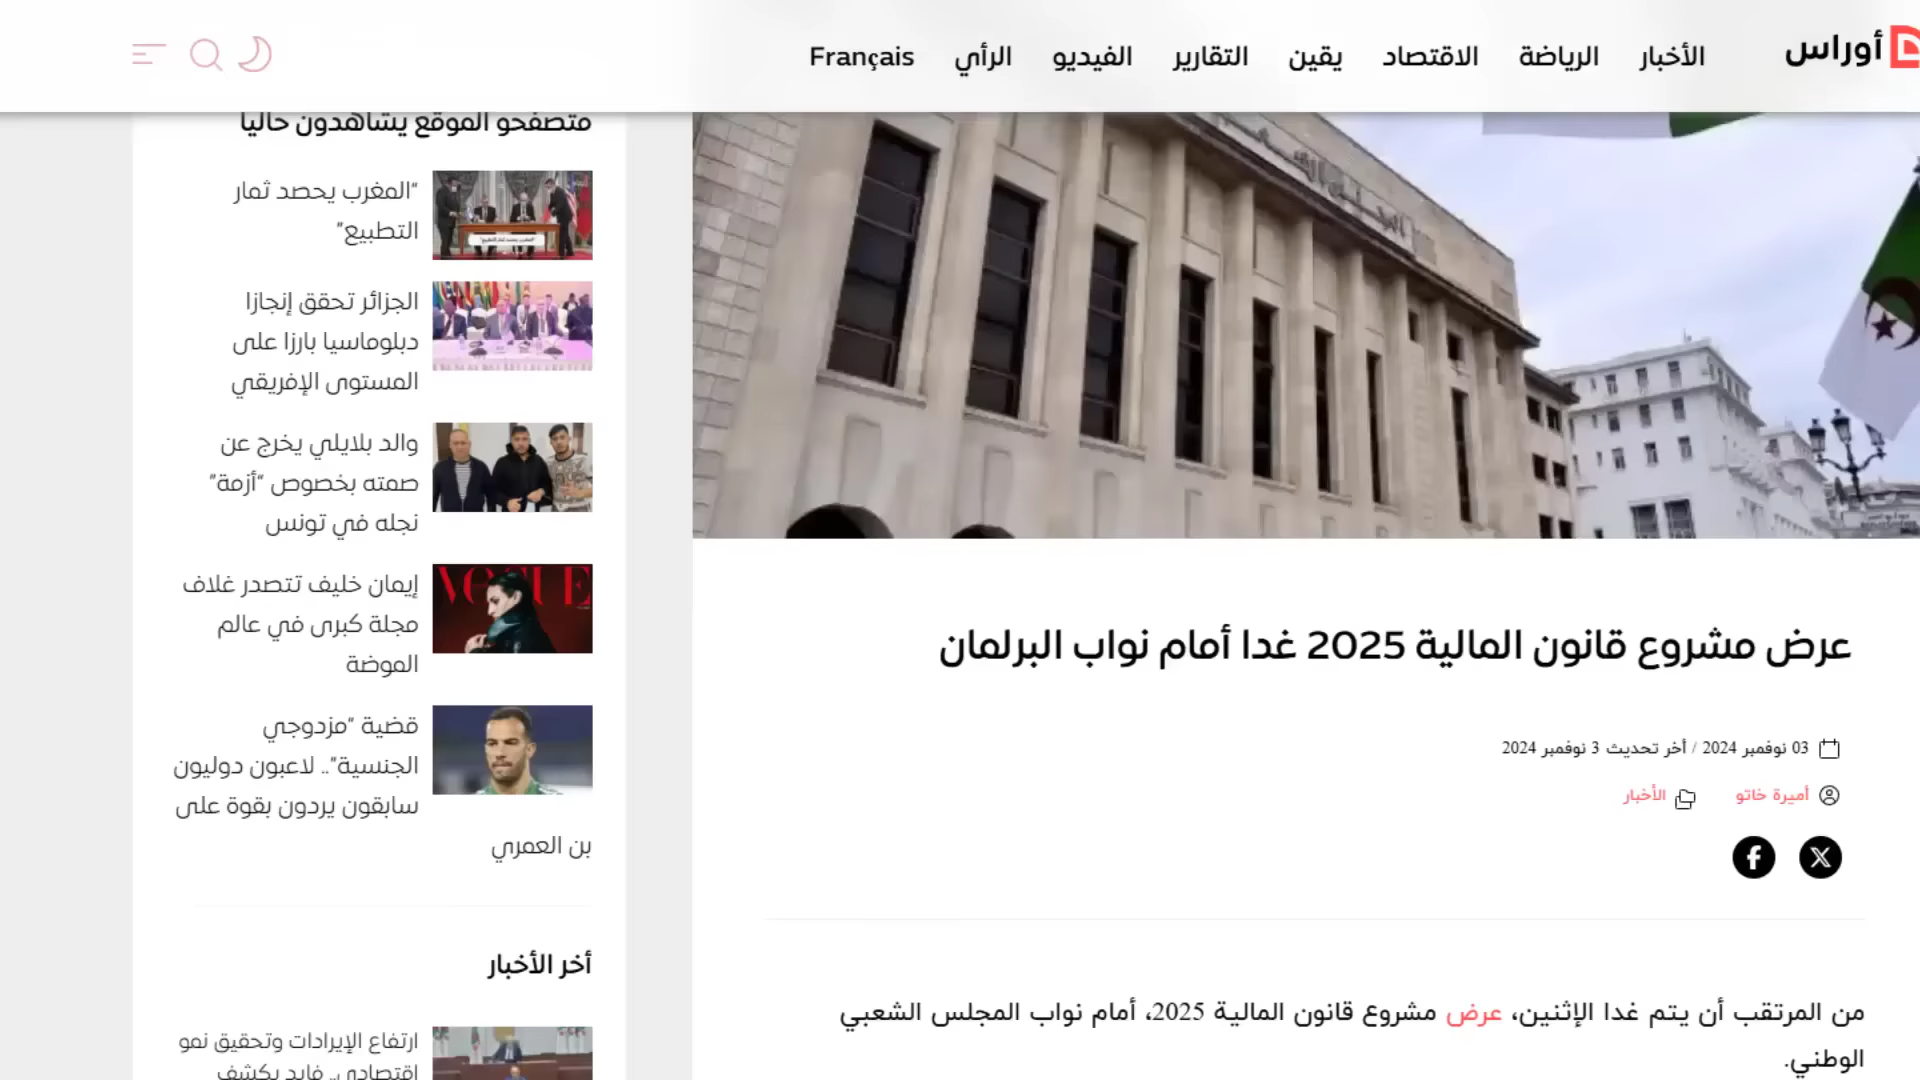 أوراس
الأخبار
الرياضة
الاقتصاد
يقين
التقارير
الفيديو
الرأي
Français
عرض مشروع قانون المالية 2025 غدا أمام نواب البرلمان
03 نوفمبر 2024 / أخر تحديث 3 نوفمبر 2024
أميرة خاتو
الأخبار
من المرتقب أن يتم غدا الإثنين، عرض مشروع قانون المالية 2025، أمام نواب المجلس الشعبي
الوطني.
متصفحو الموقع يشاهدون حاليا
“المغرب يحصد ثمار
التطبيع”
الجزائر تحقق إنجازا
دبلوماسيا بارزا على
المستوى الإفريقي
والد بلايلي يخرج عن
صمته بخصوص “أزمة”
نجله في تونس
VOGUE
إيمان خليف تتصدر غلاف
مجلة كبرى في عالم
الموضة
قضية “مزدوجي
الجنسية”.. لاعبون دوليون
سابقون يردون بقوة على
بن العمري
أخر الأخبار
ارتفاع الإيرادات وتحقيق نمو
اقتصادي.. فايد يكشف